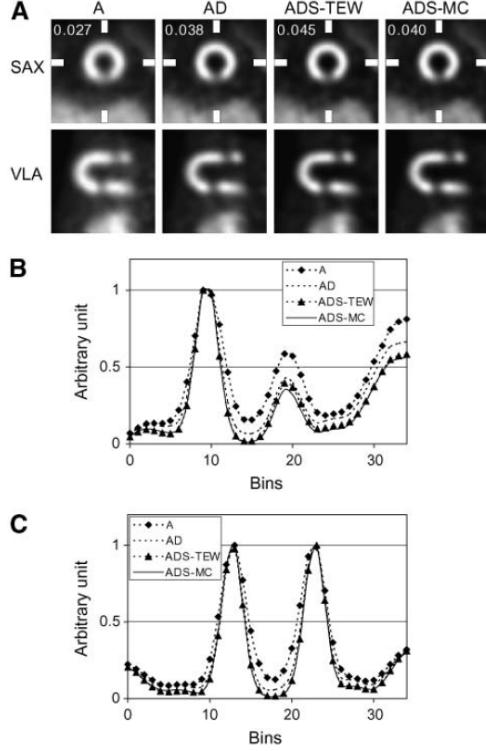 A
A AD ADS-TEW ADS-MC
SAX 0.027 0.038 0.045 0.040
VLA
B
A
AD
ADS-TEW
ADS-MC
1
0.5
0
Arbitrary unit
0 10 20 30
Bins
C
A
AD
ADS-TEW
ADS-MC
1
0.5
0
Arbitrary unit
0 10 20 30
Bins